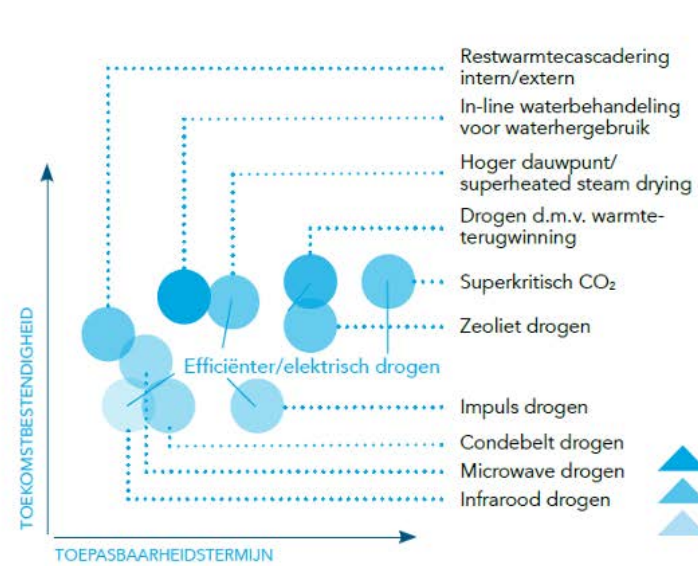 Restwarmtecascadering
intern/extern
In-line waterbehandeling
voor waterhergebruik
Hoger dauwpunt/
superheated steam drying
Drogen d.m.v. warmte-
terugwinning
Superkritisch CO₂
Zeoliet drogen
Efficiënter/elektrisch drogen
Impuls drogen
Condebelt drogen
Microwave drogen
Infrarood drogen
TOEKOMSTBESTENDIGHEID
TOEPASBAARHEIDSTERMIJN